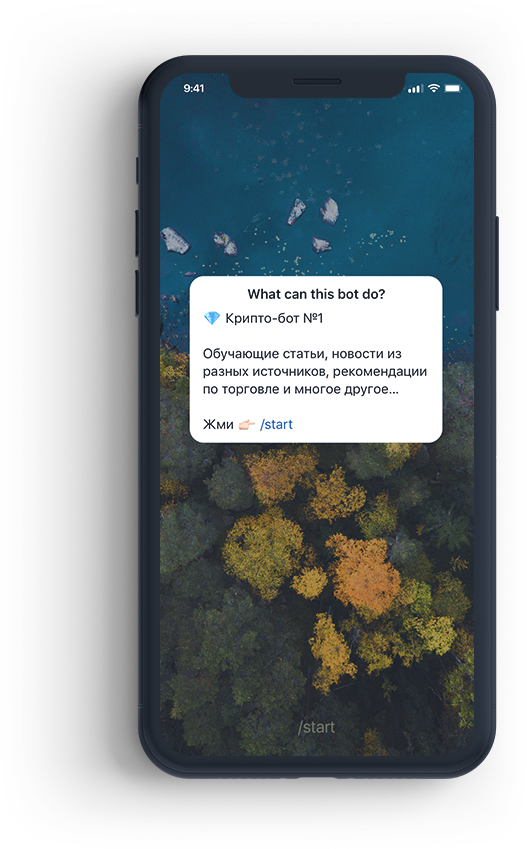 9:41
What can this bot do?
💎 Крипто-бот №1
Обучающие статьи, новости из
разных источников, рекомендации
по торговле и многое другое...
Жми 👉🏻 /start
/start